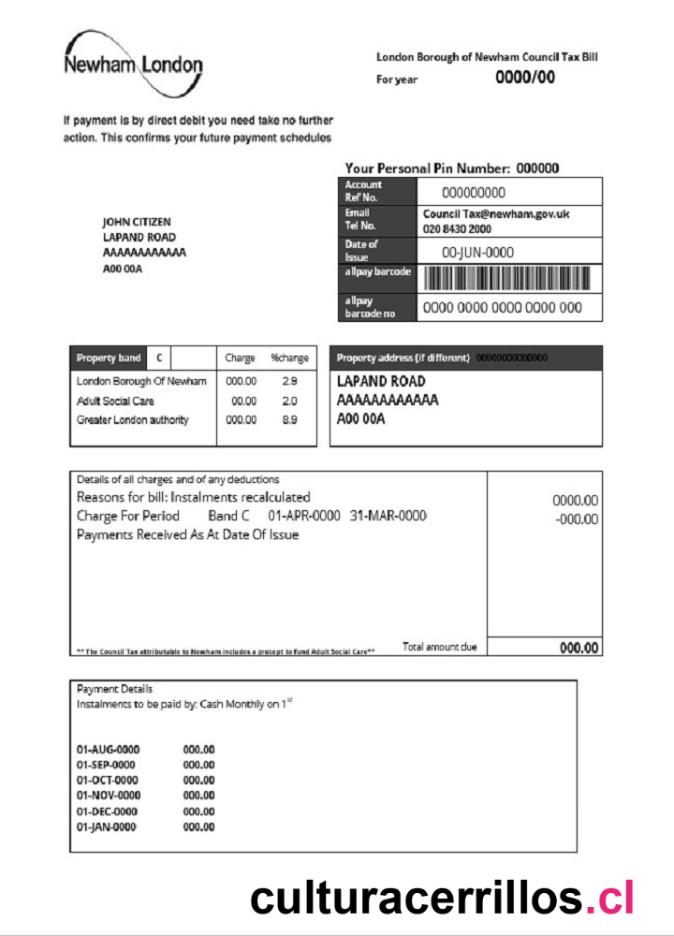 Newham London
London Borough of Newham Council Tax Bill
For year 0000/00
If payment is by direct debit you need take no further
action. This confirms your future payment schedules
Your Personal Pin Number: 000000
Account
Ref No.
000000000
Email
Tel No.
Council Tax@newham.gov.uk
020 8430 2000
Date of
Issue
00-JUN-0000
allpay barcode
allpay
barcode no
0000 0000 0000 0000 000
JOHN CITIZEN
LAPAND ROAD
AAAAAAAAAAAA
A00 00A
Property band C Charge %change
London Borough Of Newham 000.00 2.9
Adult Social Care 00.00 2.0
Greater London authority 000.00 8.9
Property address (if different) 00000000000000
LAPAND ROAD
AAAAAAAAAAAA
A00 00A
Details of all charges and of any deductions
Reasons for bill: Instalments recalculated 0000.00
Charge For Period Band C 01-APR-0000 31-MAR-0000 -000.00
Payments Received As At Date Of Issue
** The Council Tax attributable to Newham includes a precept to fund Adult Social Care**
Total amount due 000.00
Payment Details
Instalments to be paid by: Cash Monthly on 1st
01-AUG-0000 000.00
01-SEP-0000 000.00
01-OCT-0000 000.00
01-NOV-0000 000.00
01-DEC-0000 000.00
01-JAN-0000 000.00
culturacerrillos.cl